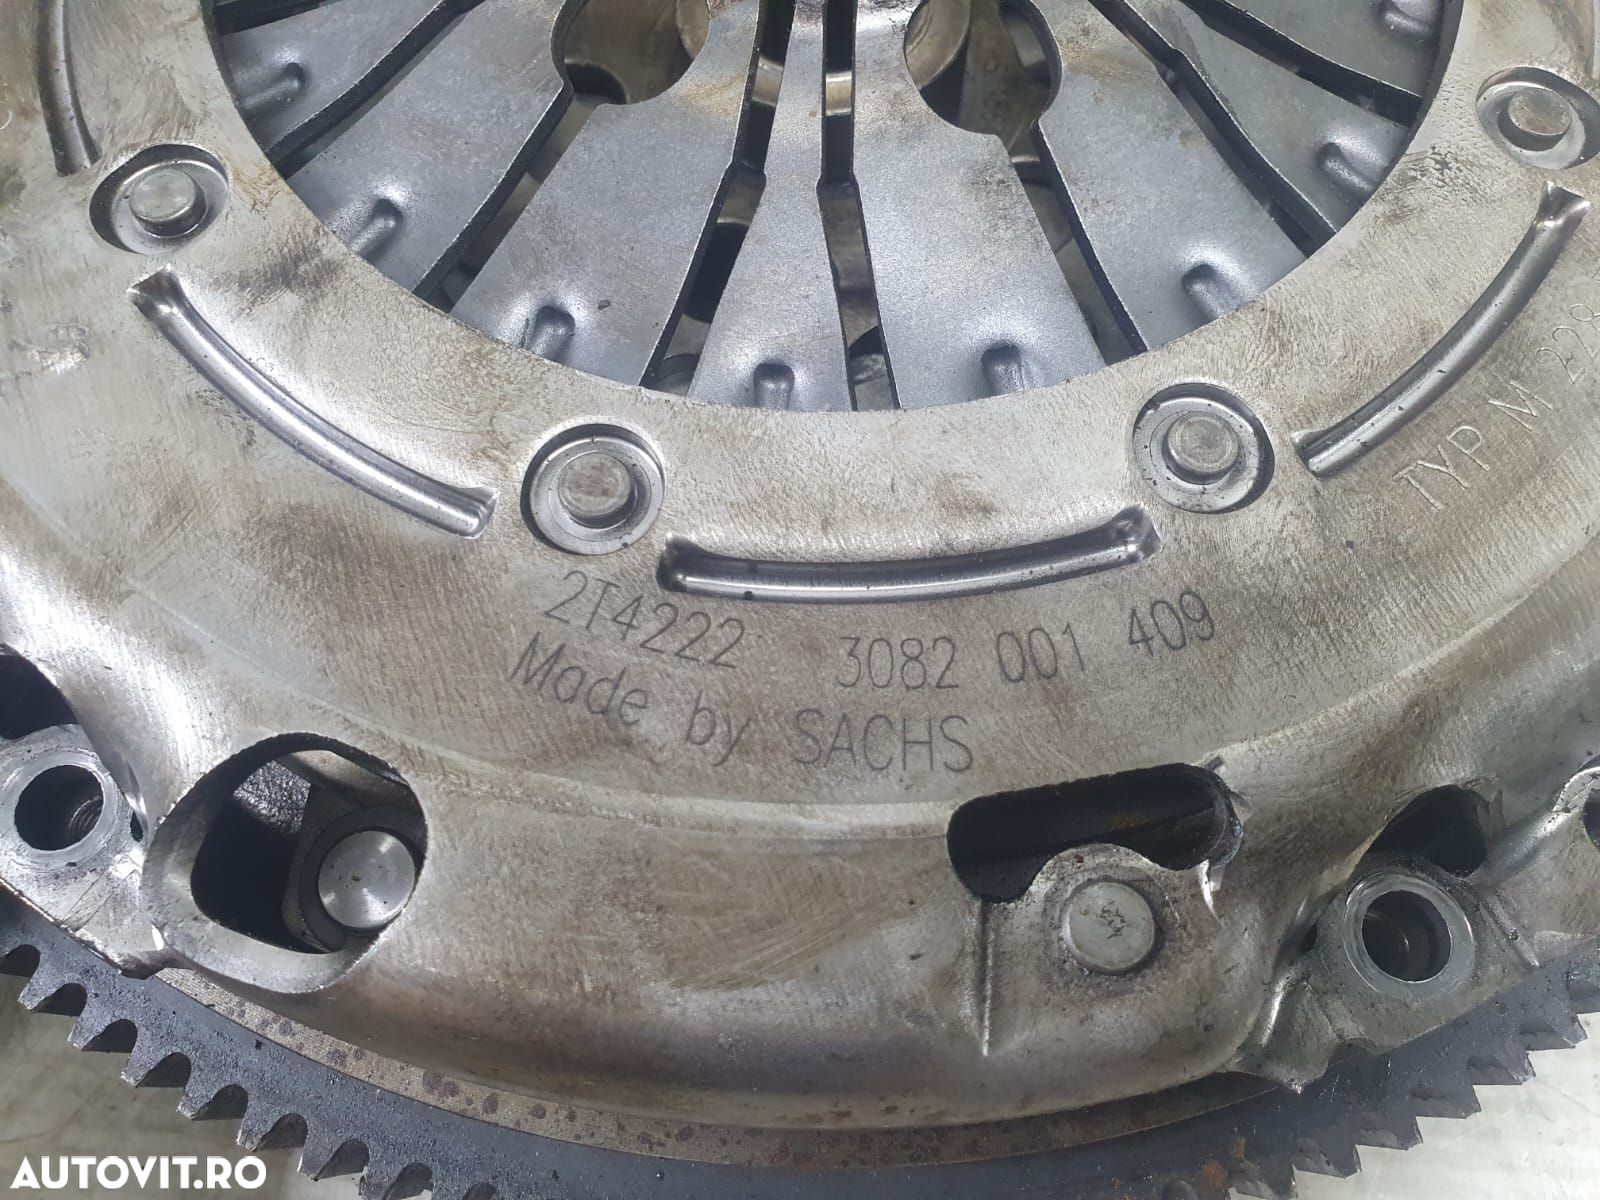 TYP M 228
2T4222 3082 001 409
Made by SACHS
AUTOVIT.RO